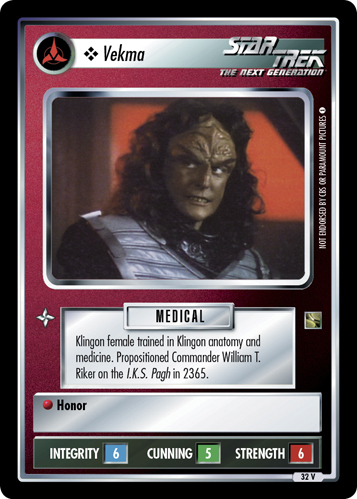 ❖ Vekma
STAR TREK
THE NEXT GENERATION
NOT ENDORSED BY CBS OR PARAMOUNT PICTURES
MEDICAL
Klingon female trained in Klingon anatomy and
medicine. Propositioned Commander William T.
Riker on the I.K.S. Pagh in 2365.
Honor
INTEGRITY 6 CUNNING 5 STRENGTH 6
32 V